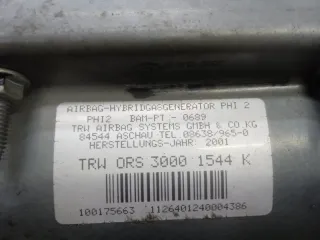 AIRBAG-HYBRIDGASGENERATOR PHI 2
PHI2 BAM-PT - 0689
TRW AIRBAG SYSTEMS GMBH & CO.KG
84544 ASCHAU TEL.08638/965-0
HERSTELLUNGS-JAHR: 2001
TRW ORS 3000 1544 K
100175663 1126401240004386